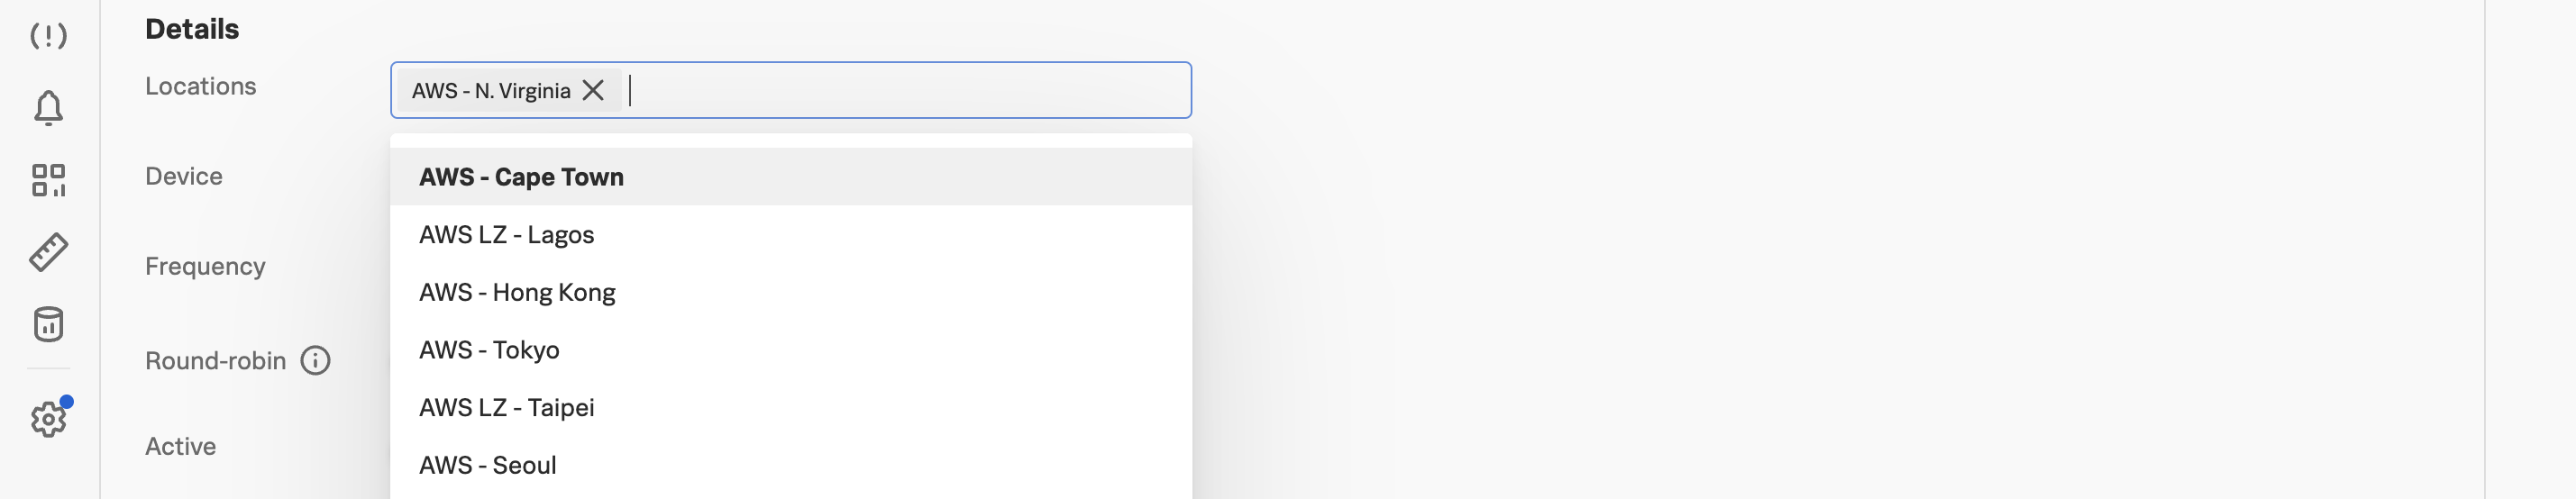 Details
Locations
AWS - N. Virginia
Device
AWS - Cape Town
AWS LZ - Lagos
Frequency
AWS - Hong Kong
AWS - Tokyo
Round-robin
AWS LZ - Taipei
Active
AWS - Seoul